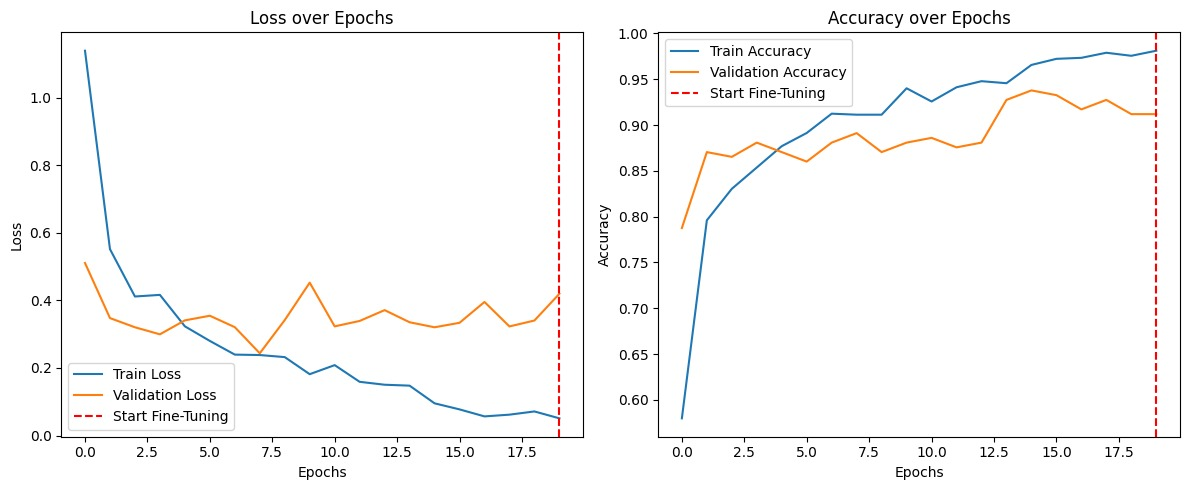 Loss over Epochs
1.0
0.8
0.6
0.4
0.2
0.0
Loss
Train Loss
Validation Loss
Start Fine-Tuning
0.0 2.5 5.0 7.5 10.0 12.5 15.0 17.5
Epochs
Accuracy over Epochs
1.00
0.95
0.90
0.85
0.80
0.75
0.70
0.65
0.60
Accuracy
Train Accuracy
Validation Accuracy
Start Fine-Tuning
0.0 2.5 5.0 7.5 10.0 12.5 15.0 17.5
Epochs